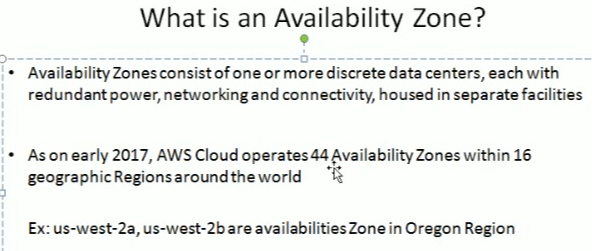 What is an Availability Zone?
• Availability Zones consist of one or more discrete data centers, each with
redundant power, networking and connectivity, housed in separate facilities
• As on early 2017, AWS Cloud operates 44 Availability Zones within 16
geographic Regions around the world
Ex: us-west-2a, us-west-2b are availabilities Zone in Oregon Region